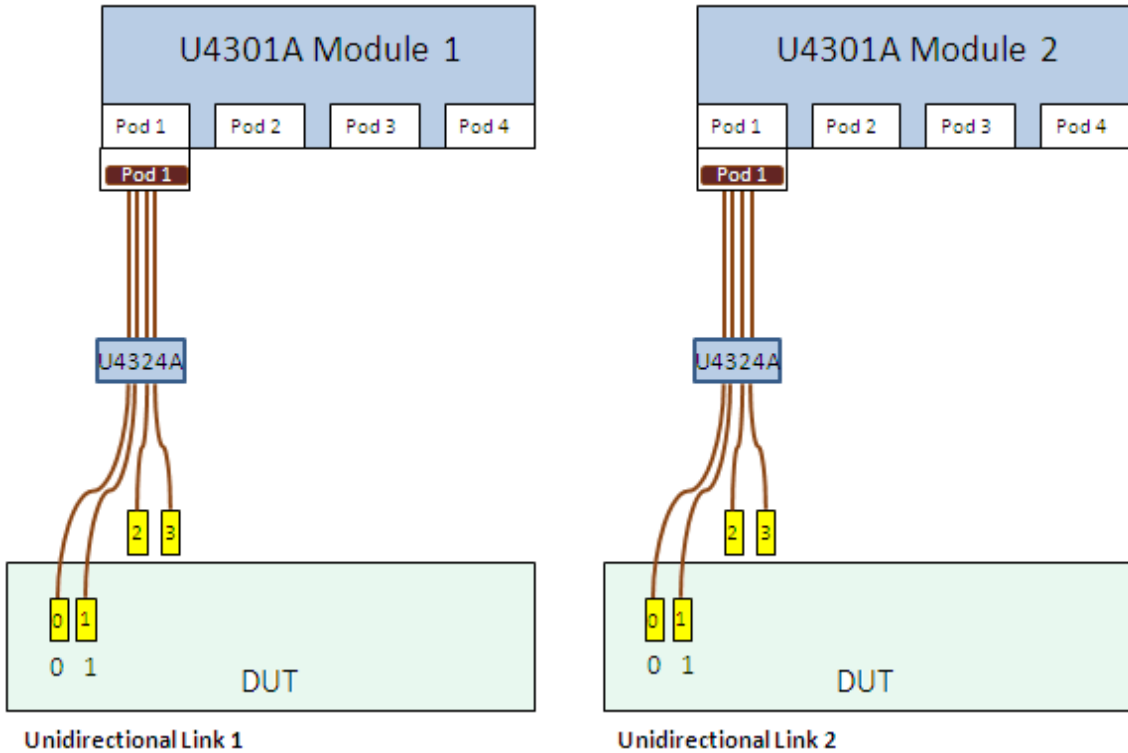 U4301A Module 1
Pod 1 Pod 2 Pod 3 Pod 4
Pod 1
U4324A
2 3
0 1
0 1
DUT
Unidirectional Link 1
U4301A Module 2
Pod 1 Pod 2 Pod 3 Pod 4
Pod 1
U4324A
2 3
0 1
0 1
DUT
Unidirectional Link 2